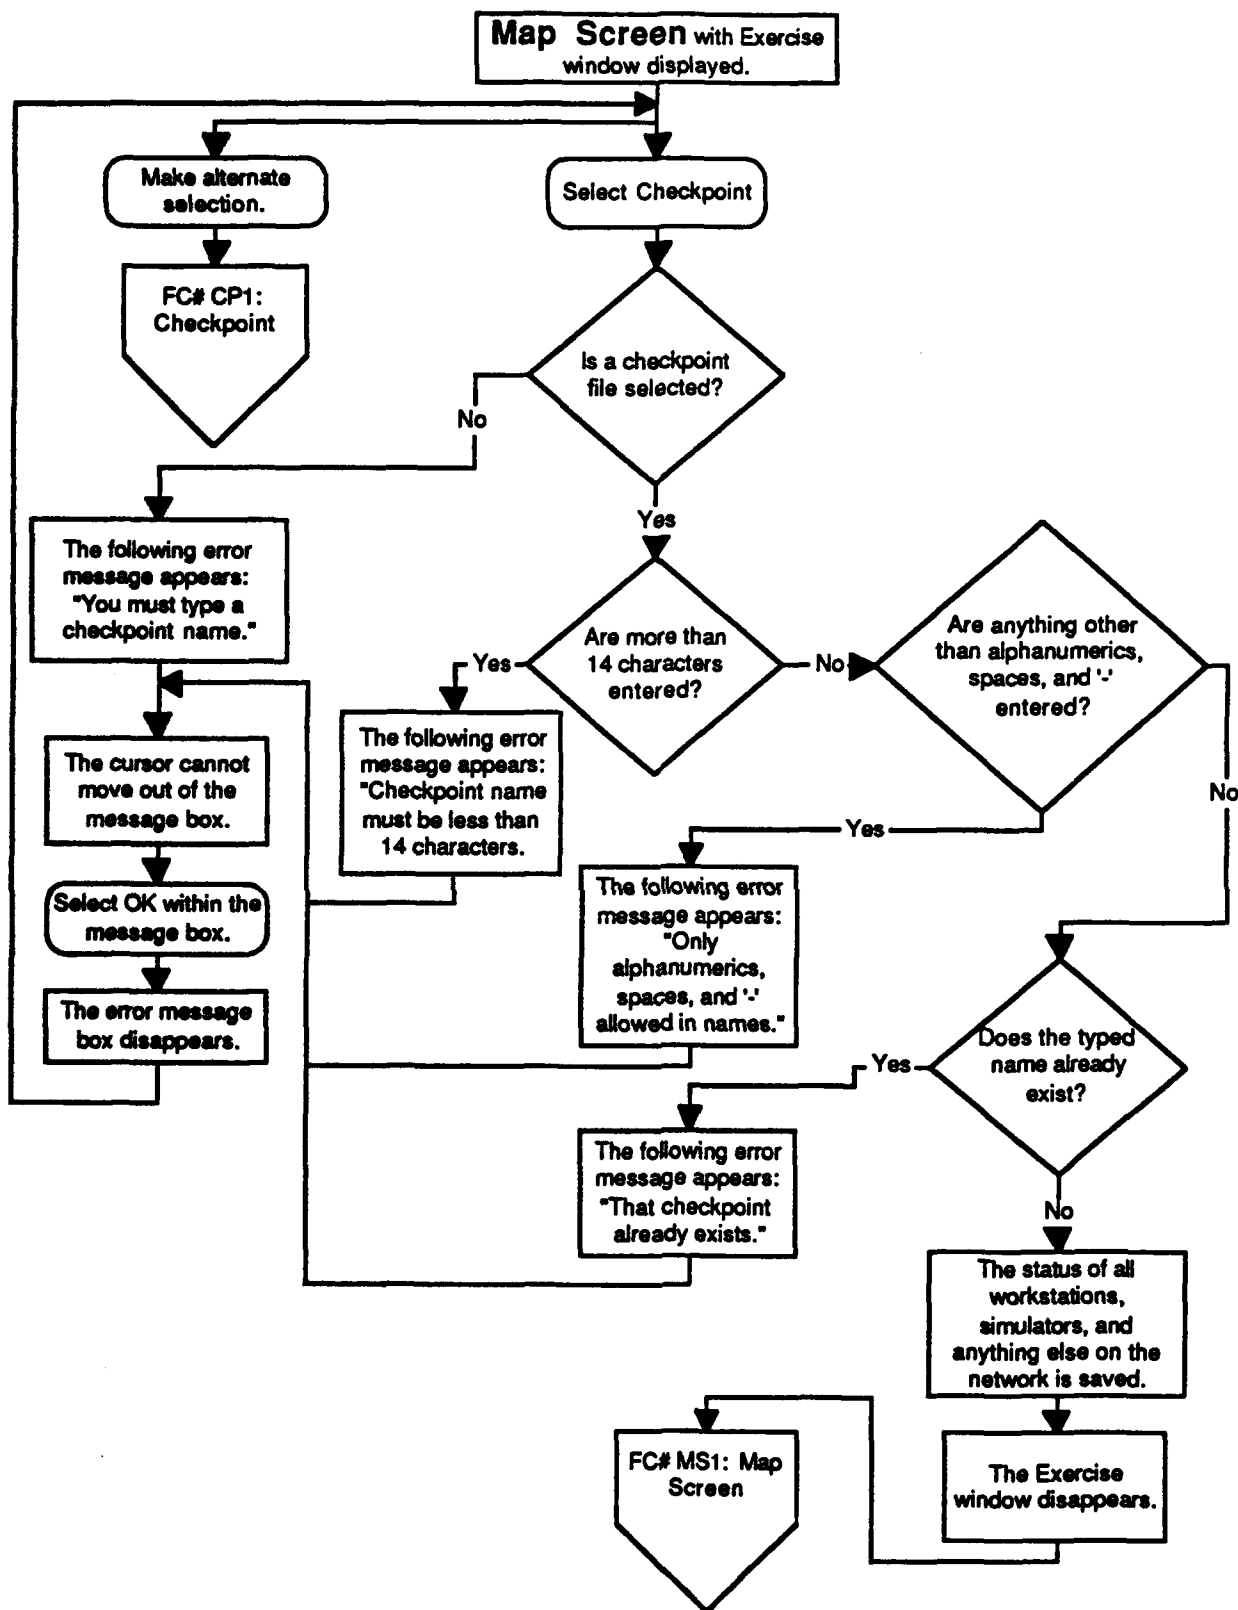 Map Screen with Exercise
window displayed.
Make alternate
selection.
Select Checkpoint
FC# CP1:
Checkpoint
Is a checkpoint
file selected?
No
Yes
The following error
message appears:
"You must type a
checkpoint name."
Are more than
14 characters
entered?
Yes
No
Are anything other
than alphanumerics,
spaces, and '-'
entered?
The following error
message appears:
"Checkpoint name
must be less than
14 characters.
The cursor cannot
move out of the
message box.
No
Yes
Select OK within the
message box.
The following error
message appears:
"Only
alphanumerics,
spaces, and '-'
allowed in names."
The error message
box disappears.
Does the typed
name already
exist?
Yes
The following error
message appears:
"That checkpoint
already exists."
No
The status of all
workstations,
simulators, and
anything else on the
network is saved.
FC# MS1: Map
Screen
The Exercise
window disappears.